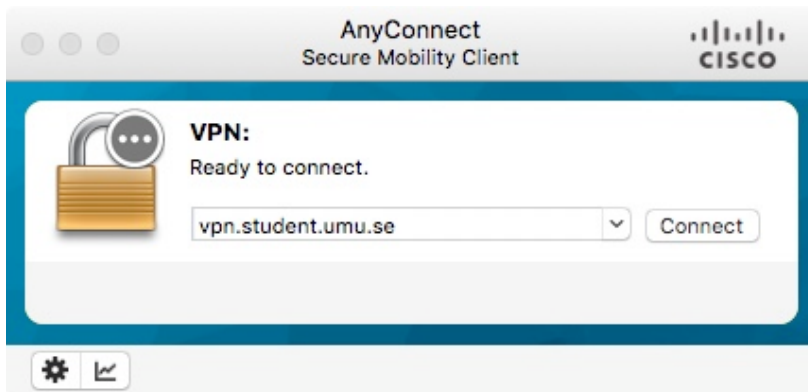 AnyConnect
Secure Mobility Client
CISCO
VPN:
Ready to connect.
vpn.student.umu.se
Connect